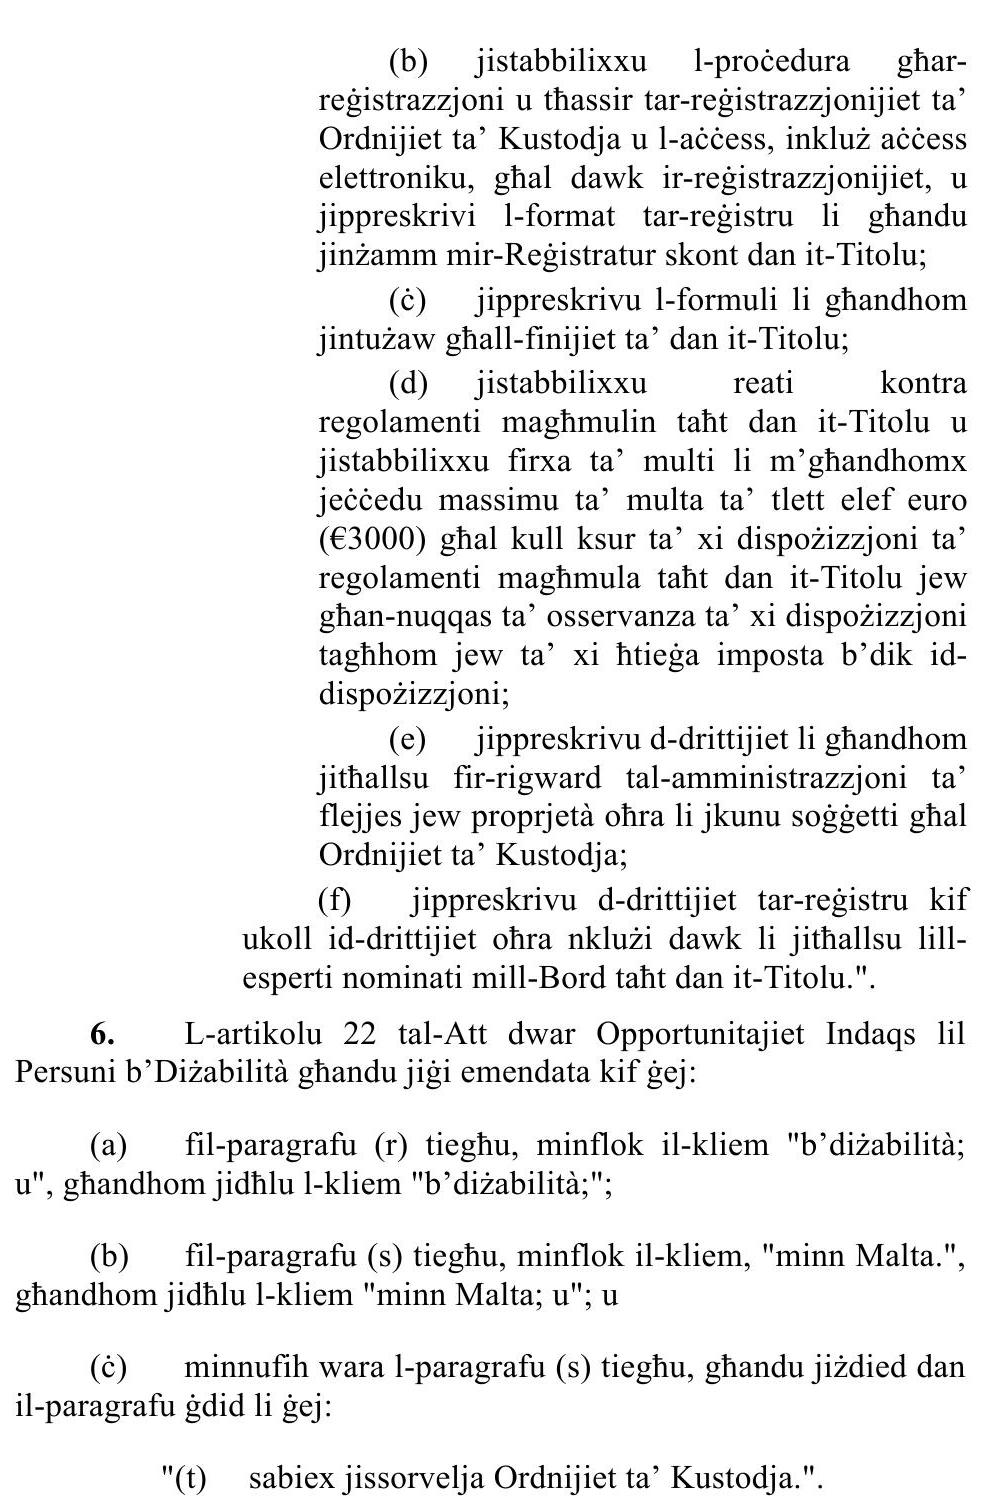 (b) jistabbilixxu l-proċedura għar-
reġistrazzjoni u tħassir tar-reġistrazzjonijiet ta’
Ordnijiet ta’ Kustodja u l-aċċess, inkluż aċċess
elettroniku, għal dawk ir-reġistrazzjonijiet, u
jippreskrivi l-format tar-reġistru li għandu
jinżamm mir-Reġistratur skont dan it-Titolu;
(ċ) jippreskrivu l-formuli li għandhom
jintużaw għall-finijiet ta’ dan it-Titolu;
(d) jistabbilixxu reati kontra
regolamenti magħmulin taħt dan it-Titolu u
jistabbilixxu firxa ta’ multi li m’għandhomx
jeċċedu massimu ta’ multa ta’ tlett elef euro
(€3000) għal kull ksur ta’ xi dispożizzjoni ta’
regolamenti magħmula taħt dan it-Titolu jew
għan-nuqqas ta’ osservanza ta’ xi dispożizzjoni
tagħhom jew ta’ xi ħtieġa imposta b’dik id-
dispożizzjoni;
(e) jippreskrivu d-drittijiet li għandhom
jitħallsu fir-rigward tal-amministrazzjoni ta’
flejjes jew proprjetà oħra li jkunu soġġetti għal
Ordnijiet ta’ Kustodja;
(f) jippreskrivu d-drittijiet tar-reġistru kif
ukoll id-drittijiet oħra nklużi dawk li jitħallsu lill-
esperti nominati mill-Bord taħt dan it-Titolu.".
6. L-artikolu 22 tal-Att dwar Opportunitajiet Indaqs lil
Persuni b’Diżabilità għandu jiġi emendata kif ġej:
(a) fil-paragrafu (r) tiegħu, minflok il-kliem "b’diżabilità;
u", għandhom jidħlu l-kliem "b’diżabilità;";
(b) fil-paragrafu (s) tiegħu, minflok il-kliem, "minn Malta.",
għandhom jidħlu l-kliem "minn Malta; u"; u
(ċ) minnufih wara l-paragrafu (s) tiegħu, għandu jiżdied dan
il-paragrafu ġdid li ġej:
"(t) sabiex jissorvelja Ordnijiet ta’ Kustodja.".